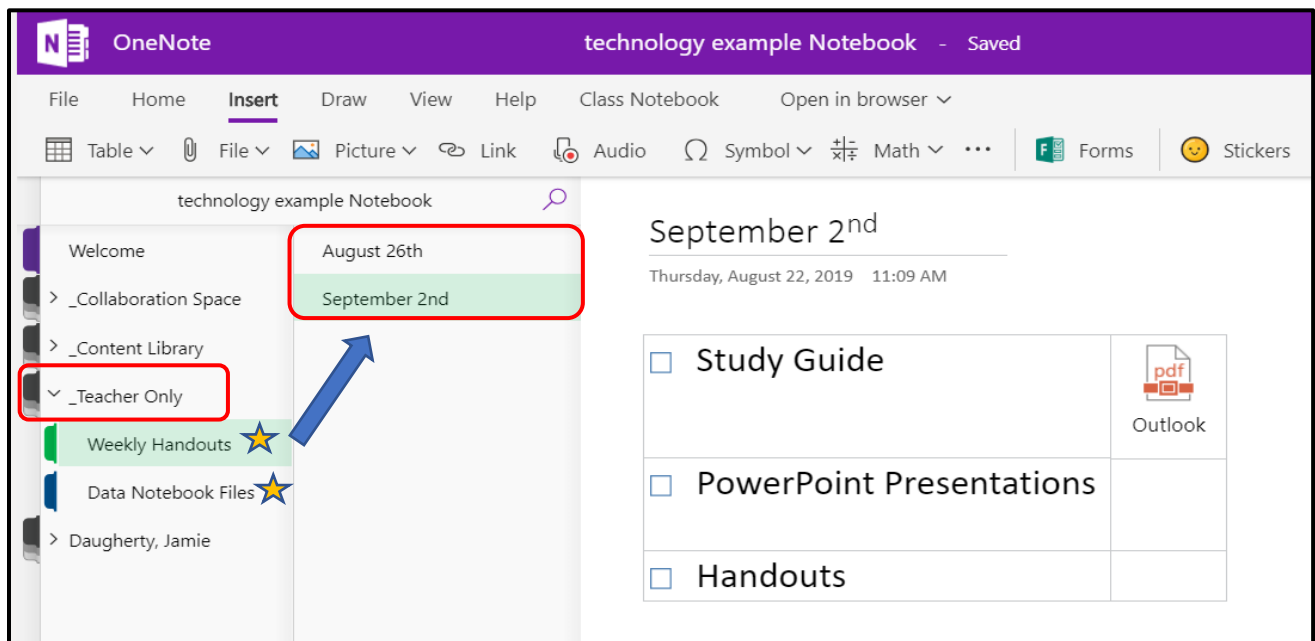 OneNote
technology example Notebook - Saved
File Home Insert Draw View Help Class Notebook Open in browser
Table File Picture Link Audio Symbol Math ... Forms Stickers
technology example Notebook
Welcome
_Collaboration Space
_Content Library
_Teacher Only
Weekly Handouts
Data Notebook Files
Daugherty, Jamie
August 26th
September 2nd
September 2nd
Thursday, August 22, 2019 11:09 AM
Study Guide
pdf
Outlook
PowerPoint Presentations
Handouts